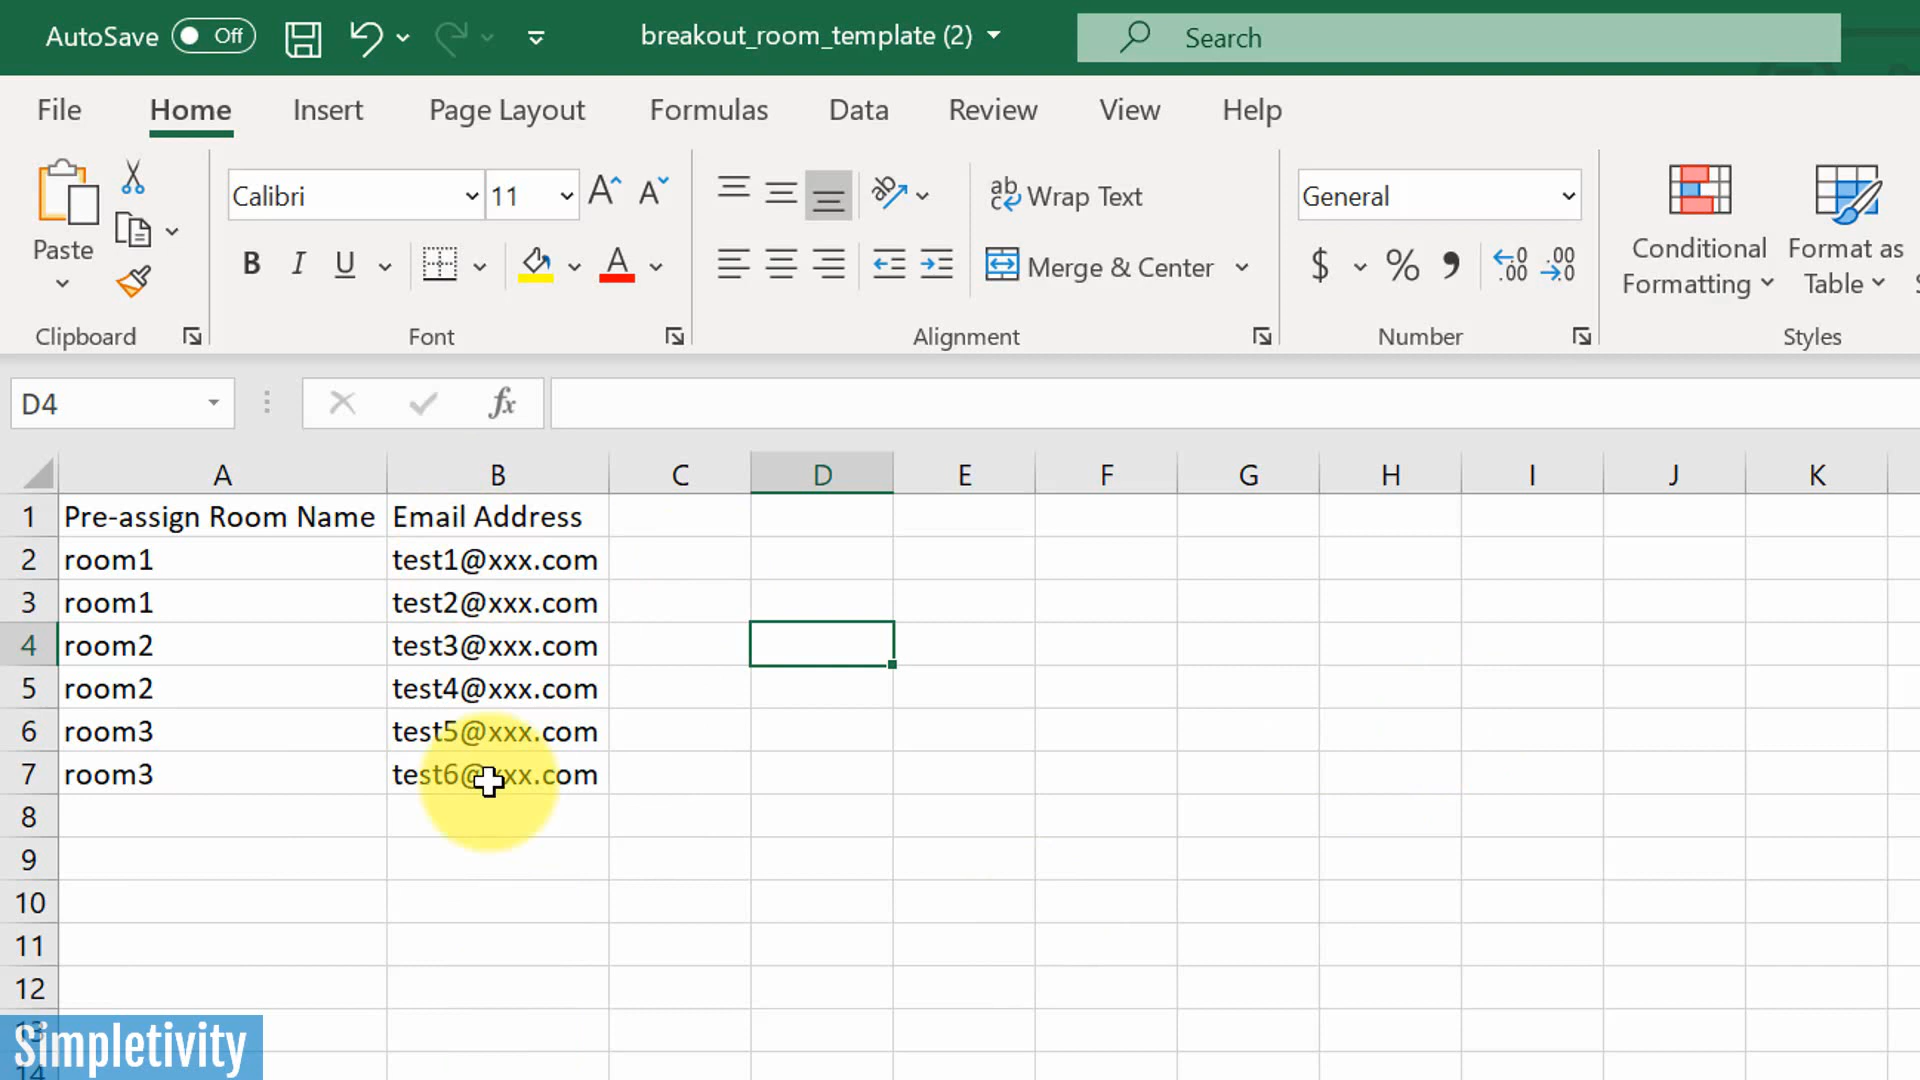 AutoSave Off breakout_room_template (2) Search
File Home Insert Page Layout Formulas Data Review View Help
Paste
Calibri 11 A A
ab Wrap Text
General
Conditional Formatting
Format as Table
B I U A
Merge & Center
$ % , .00 .00
Clipboard Font Alignment Number Styles
D4 fx
A B C D E F G H I J K
1 Pre-assign Room Name Email Address
2 room1 test1@xxx.com
3 room1 test2@xxx.com
4 room2 test3@xxx.com
5 room2 test4@xxx.com
6 room3 test5@xxx.com
7 room3 test6@xxx.com
8
9
10
11
12
Simpletivity